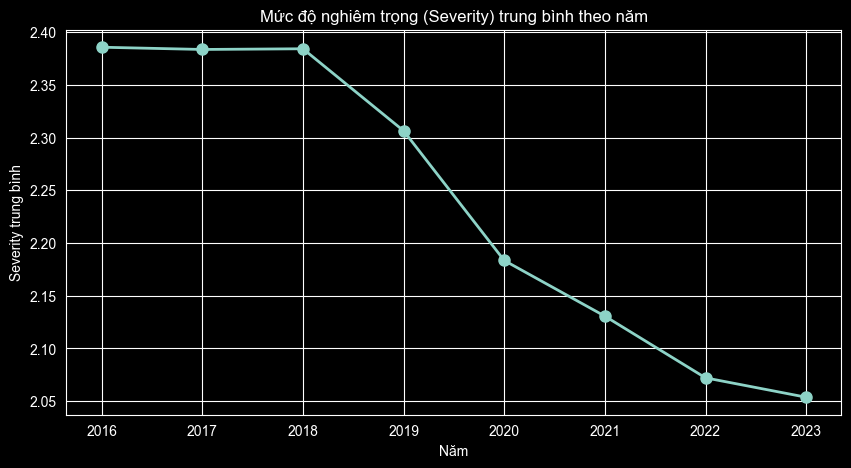 Mức độ nghiêm trọng (Severity) trung bình theo năm
Severity trung bình
2.40
2.35
2.30
2.25
2.20
2.15
2.10
2.05
2016 2017 2018 2019 2020 2021 2022 2023
Năm